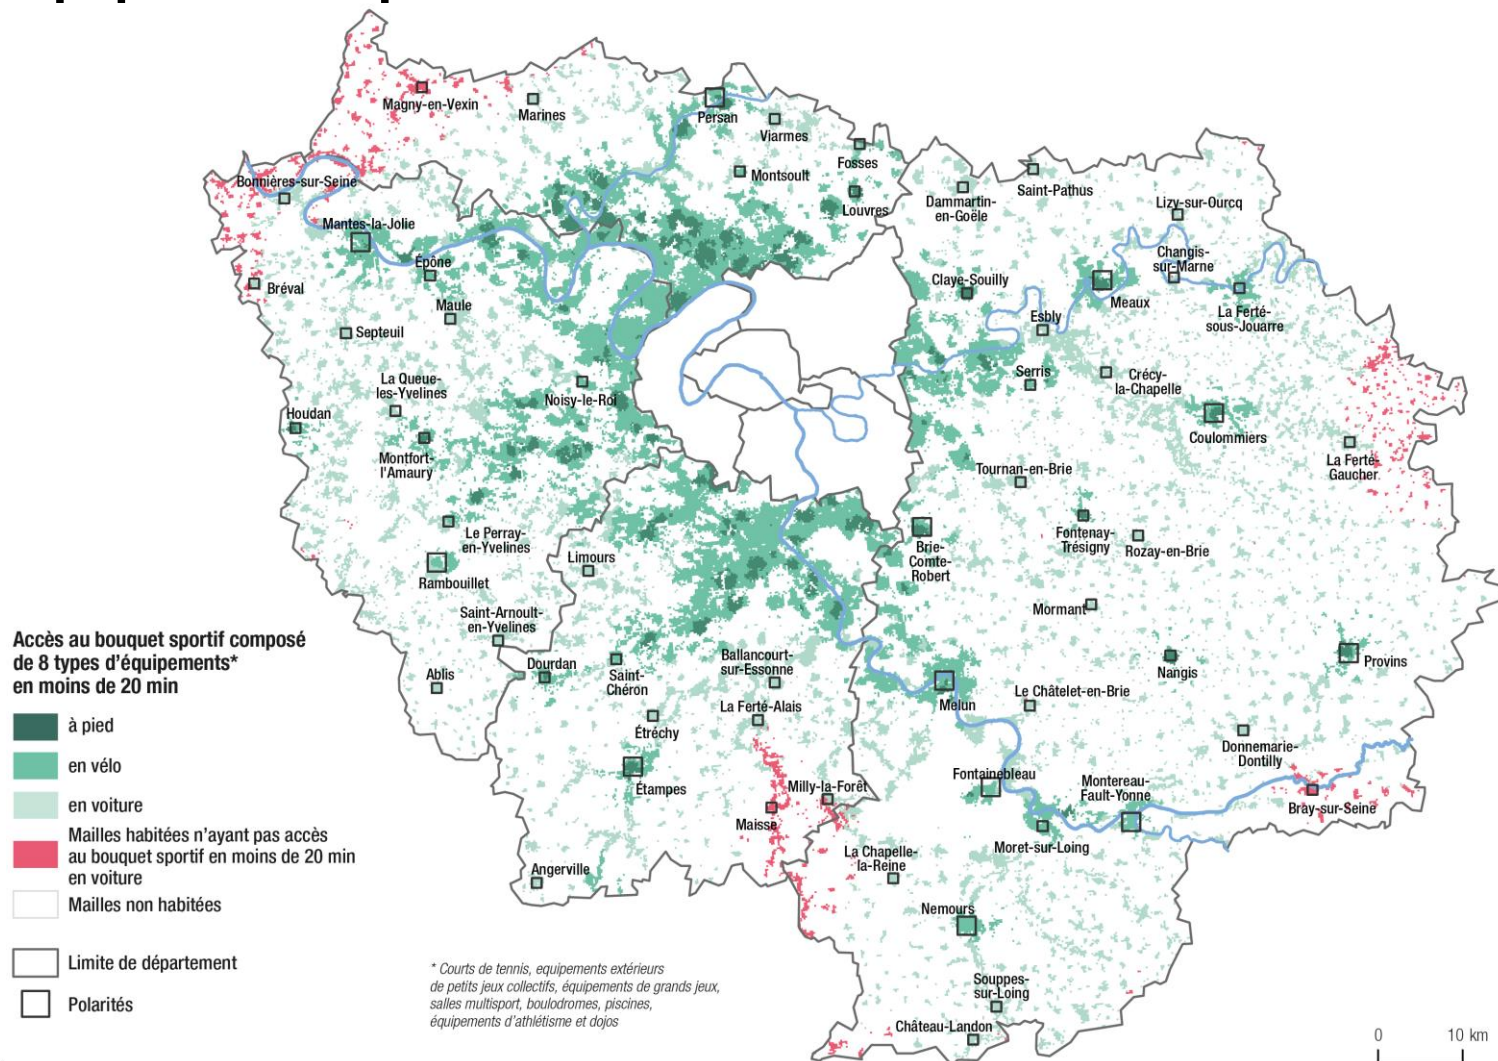 Magny-en-Vexin
Marines
Persan
Viarmes
Fosses
Montsoult
Louvres
Saint-Pathus
Dammartin-
en-Goële
Lizy-sur-Ourcq
Bonnières-sur-Seine
Mantes-la-Jolie
Changis-
sur-Marne
Épône
Claye-Souilly
Bréval
Meaux
Maule
Esbly
La Ferté-
sous-Jouarre
Septeuil
Serris
Crécy-
la-Chapelle
La Queue-
les-Yvelines
Noisy-le-Roi
Houdan
Coulommiers
Montfort-
l'Amaury
La Ferté-
Gaucher
Tournan-en-Brie
Le Perray-
en-Yvelines
Fontenay-
Trésigny
Rozay-en-Brie
Brie-
Comte-
Robert
Limours
Rambouillet
Mormant
Saint-Arnoult-
en-Yvelines
Ablis
Dourdan
Saint-
Chéron
Ballancourt-
sur-Essonne
Nangis
Provins
La Ferté-Alais
Melun
Le Châtelet-en-Brie
Étréchy
Donnemarie-
Dontilly
Étampes
Milly-la-Forêt
Fontainebleau
Montereau-
Fault-Yonne
Bray-sur-Seine
Maisse
Moret-sur-Loing
La Chapelle-
la-Reine
Angerville
Nemours
Souppes-
sur-Loing
Château-Landon
Accès au bouquet sportif composé
de 8 types d'équipements*
en moins de 20 min
à pied
en vélo
en voiture
Mailles habitées n'ayant pas accès
au bouquet sportif en moins de 20 min
en voiture
Mailles non habitées
Limite de département
Polarités
* Courts de tennis, equipements extérieurs
de petits jeux collectifs, équipements de grands jeux,
salles multisport, boulodromes, piscines,
équipements d'athlétisme et dojos
0 10 km